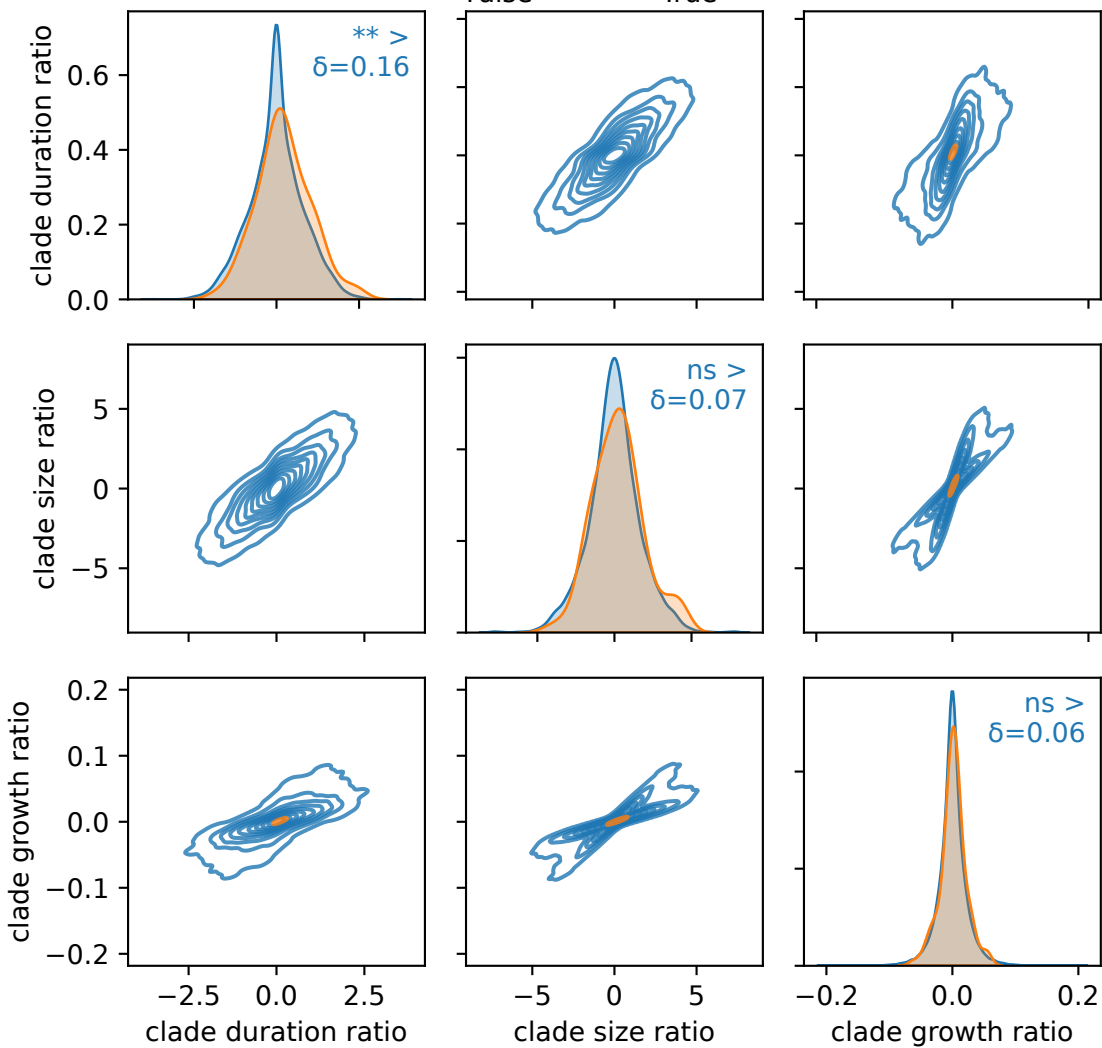 clade duration ratio
0.6
0.4
0.2
0.0
** >
δ=0.16
clade size ratio
5
0
−5
ns >
δ=0.07
clade growth ratio
0.2
0.1
0.0
−0.1
−0.2
ns >
δ=0.06
−2.5 0.0 2.5
clade duration ratio
−5 0 5
clade size ratio
−0.2 0.0 0.2
clade growth ratio